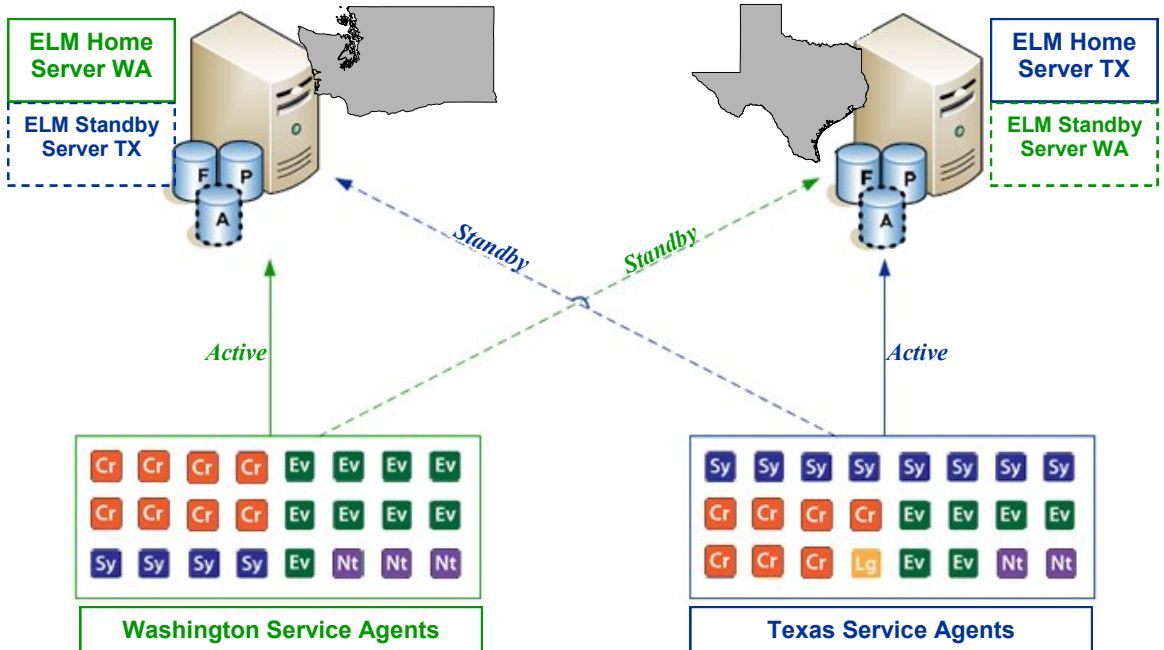 ELM Home
Server WA
ELM Standby
Server TX
F P
A
ELM Home
Server TX
ELM Standby
Server WA
F P
A
Standby
Standby
Active
Active
Cr Cr Cr Cr Ev Ev Ev Ev
Cr Cr Cr Cr Ev Ev Ev Ev
Sy Sy Sy Sy Ev Nt Nt Nt
Washington Service Agents
Sy Sy Sy Sy Sy Sy Sy Sy
Cr Cr Cr Cr Ev Ev Ev Ev
Cr Cr Cr Lg Ev Ev Nt Nt
Texas Service Agents